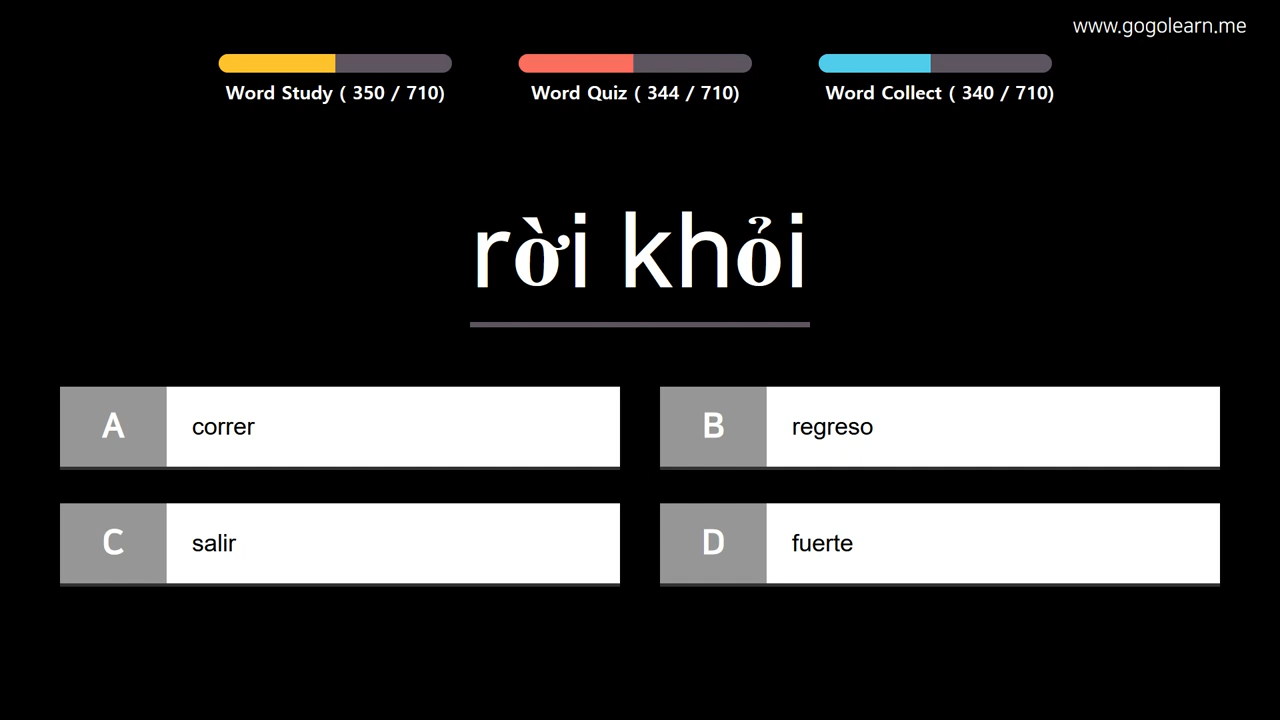 www.gogolearn.me
Word Study ( 350 / 710)
Word Quiz ( 344 / 710)
Word Collect ( 340 / 710)
rời khỏi
A correr
B regreso
C salir
D fuerte